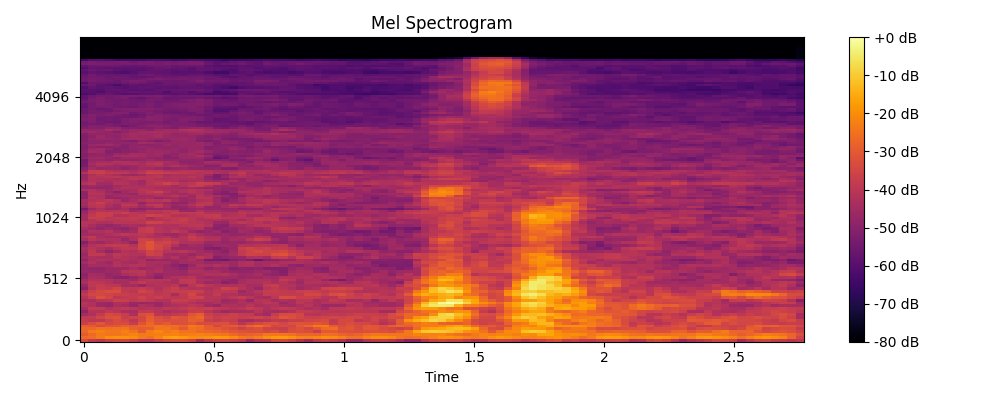 Mel Spectrogram
Hz
4096
2048
1024
512
0
0
0.5
1
1.5
2
2.5
Time
+0 dB
-10 dB
-20 dB
-30 dB
-40 dB
-50 dB
-60 dB
-70 dB
-80 dB